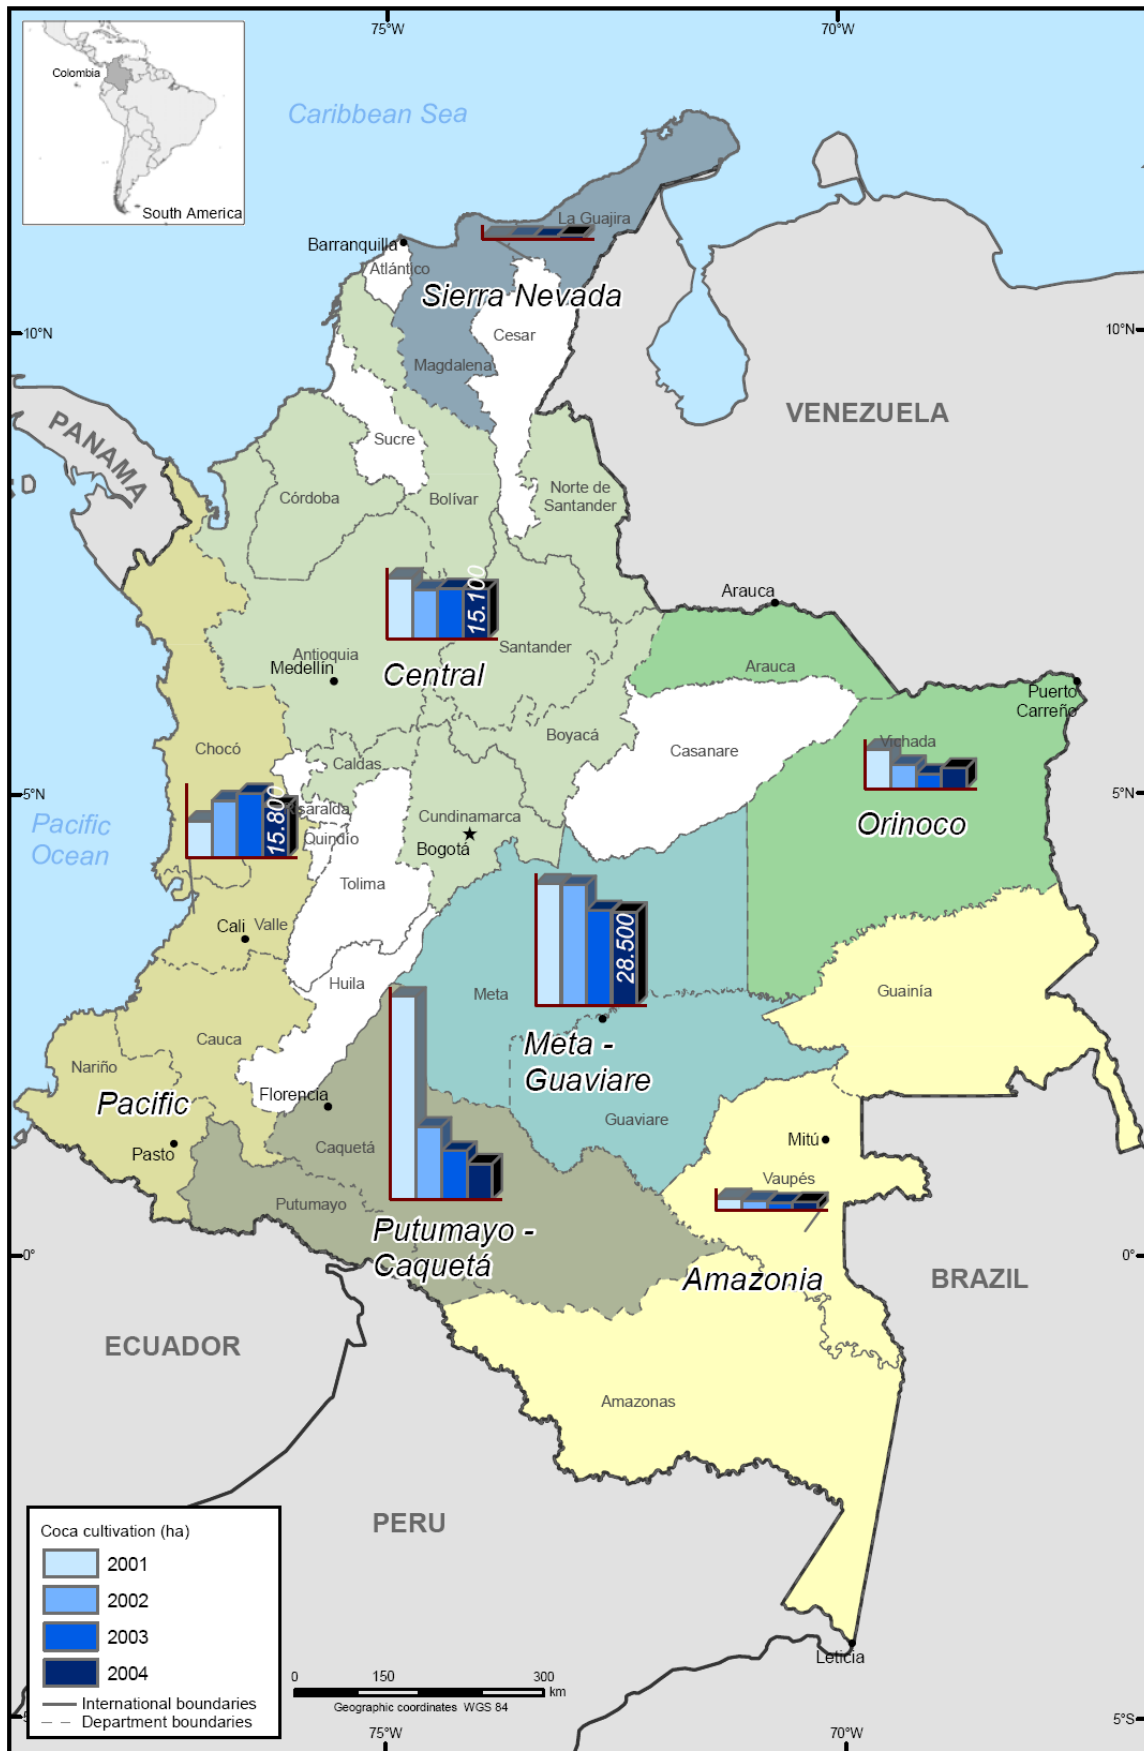 75°W
70°W
Colombia
South America
Caribbean Sea
La Guajira
Barranquilla
Atlántico
Sierra Nevada
10°N
10°N
Cesar
Magdalena
VENEZUELA
PANAMA
Sucre
Córdoba
Bolívar
Norte de
Santander
15.100
Arauca
Antioquia
Santander
Medellín
Central
Arauca
Puerto
Carreño
Chocó
Boyacá
Casanare
Vichada
Caldas
5°N
5°N
15.800
Pacific
Ocean
Quindío
Cundinamarca
Orinoco
Bogotá
Tolima
Cali
Valle
28.500
Huila
Meta
Guainía
Cauca
Nariño
Meta -
Guaviare
Florencia
Pacific
Guaviare
Caquetá
Mitú
Pasto
Vaupés
Putumayo
Putumayo -
Caquetá
0°
0°
Amazonia
BRAZIL
ECUADOR
Amazonas
PERU
Coca cultivation (ha)
2001
2002
2003
2004
International boundaries
Department boundaries
0
150
300
km
Geographic coordinates WGS 84
Leticia
5°S
75°W
70°W